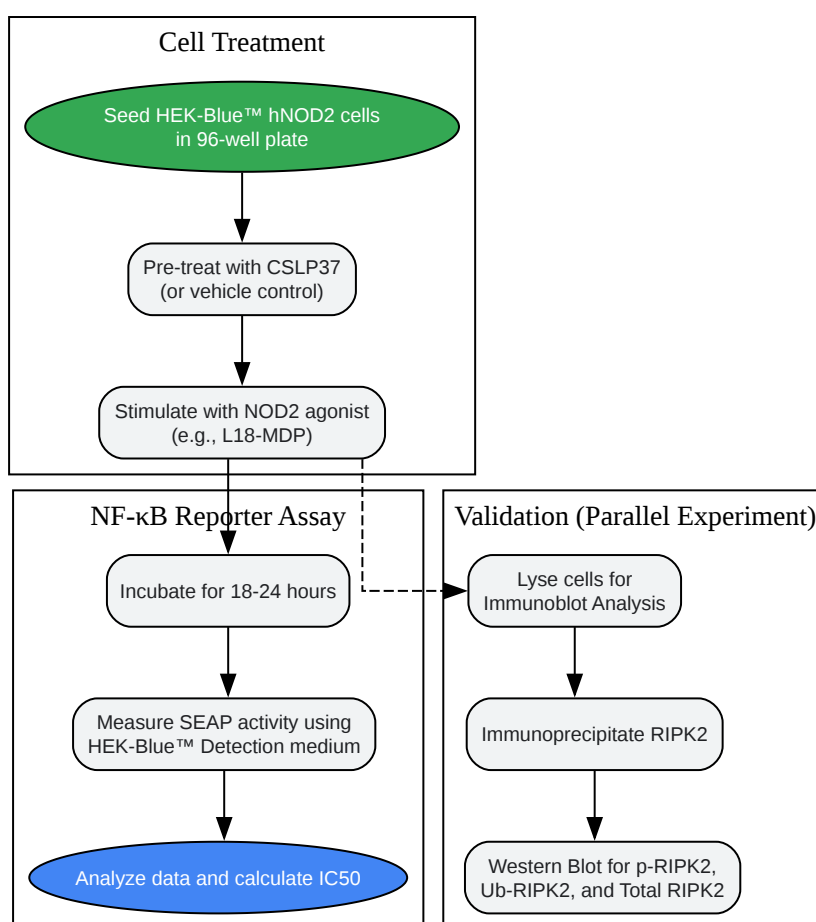 Cell Treatment
Seed HEK-Blue™ hNOD2 cells
in 96-well plate
Pre-treat with CSLP37
(or vehicle control)
Stimulate with NOD2 agonist
(e.g., L18-MDP)
NF-κB Reporter Assay
Incubate for 18-24 hours
Measure SEAP activity using
HEK-Blue™ Detection medium
Analyze data and calculate IC50
Validation (Parallel Experiment)
Lyse cells for
Immunoblot Analysis
Immunoprecipitate RIPK2
Western Blot for p-RIPK2,
Ub-RIPK2, and Total RIPK2